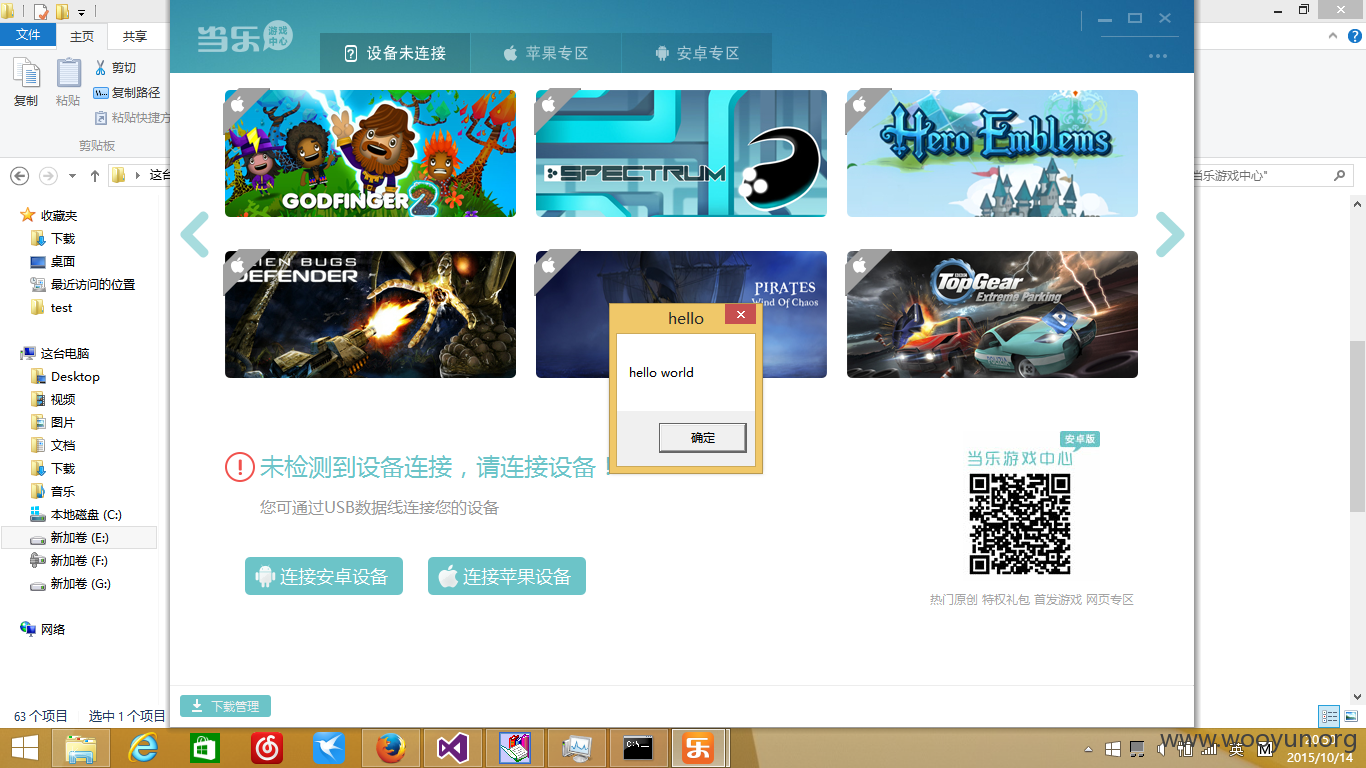 文件
主页
共享
复制
粘贴
剪切
复制路径
粘贴快捷方
剪贴板
这台
当乐游戏中心"
收藏夹
下载
桌面
最近访问的位置
test
这台电脑
Desktop
视频
图片
文档
下载
音乐
本地磁盘 (C:)
新加卷 (E:)
新加卷 (F:)
新加卷 (G:)
网络
63 个项目 选中 1 个项目
当乐 游戏中心
设备未连接
苹果专区
安卓专区
GODFINGER 2
SPECTRUM
Hero Emblems
LIEN BUGS
DEFENDER
PIRATES
Wind Of Chaos
TopGear
Extreme Parking
hello
hello world
确定
未检测到设备连接，请连接设备！
您可通过USB数据线连接您的设备
连接安卓设备
连接苹果设备
安卓版
当乐游戏中心
热门原创 特权礼包 首发游戏 网页专区
下载管理
www.wooyun.org
英
M
2015/10/14